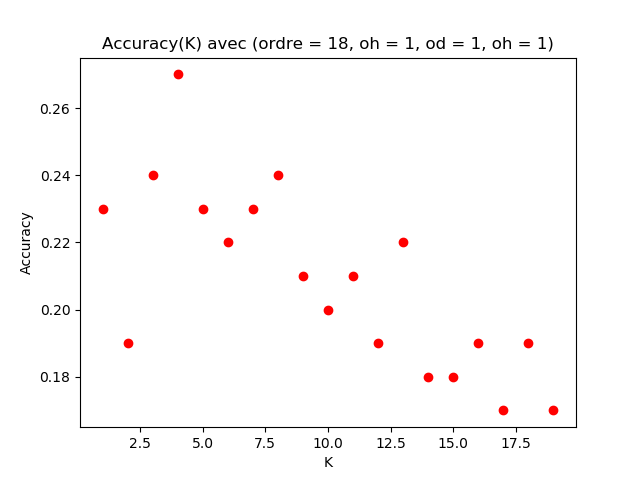 Accuracy(K) avec (ordre = 18, oh = 1, od = 1, oh = 1)
0.26
0.24
0.22
0.20
0.18
Accuracy
2.5 5.0 7.5 10.0 12.5 15.0 17.5
K